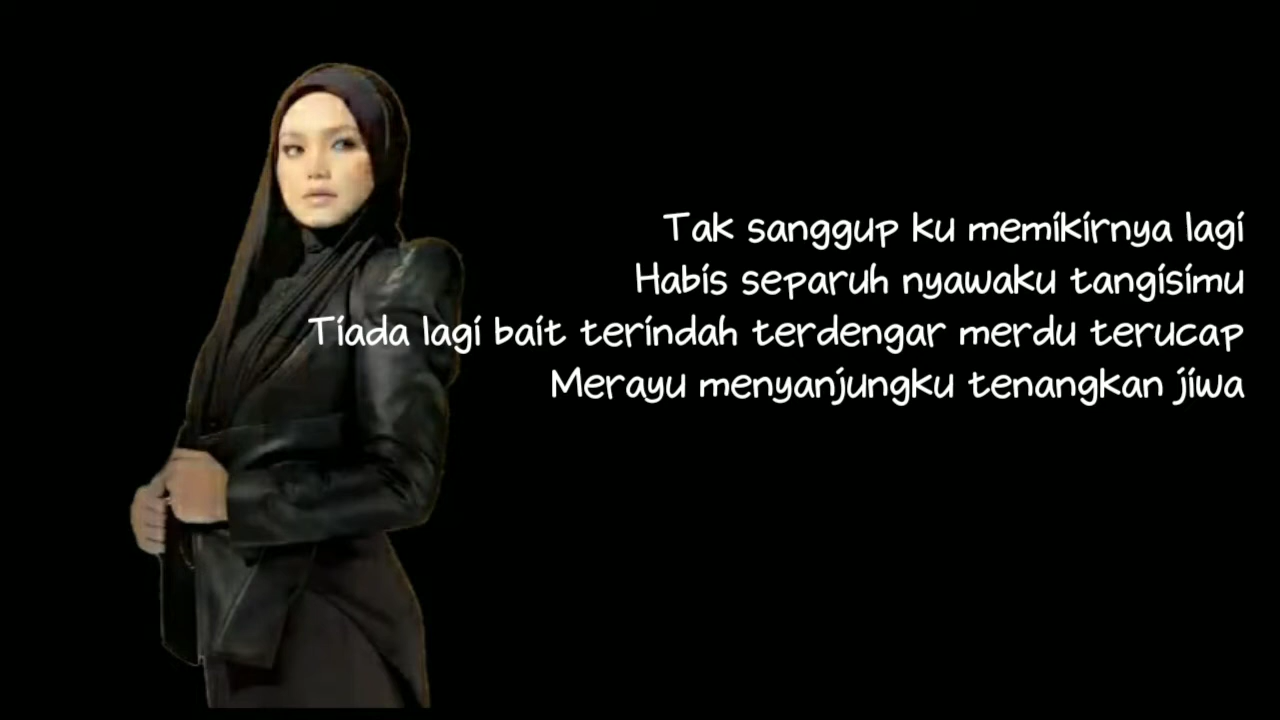 Tak sanggup ku memikirnya lagi
Habis separuh nyawaku tangisimu
Tiada lagi bait terindah terdengar merdu terucap
Merayu menyanjungku tenangkan jiwa